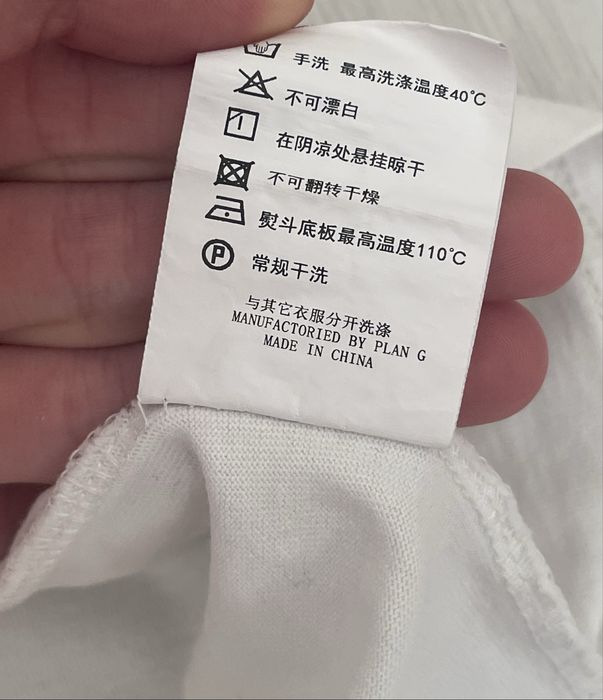 手洗 最高洗涤温度40℃
不可漂白
在阴凉处悬挂晾干
不可翻转干燥
熨斗底板最高温度110℃
P 常规干洗
与其它衣服分开洗涤
MANUFACTORIED BY PLAN G
MADE IN CHINA